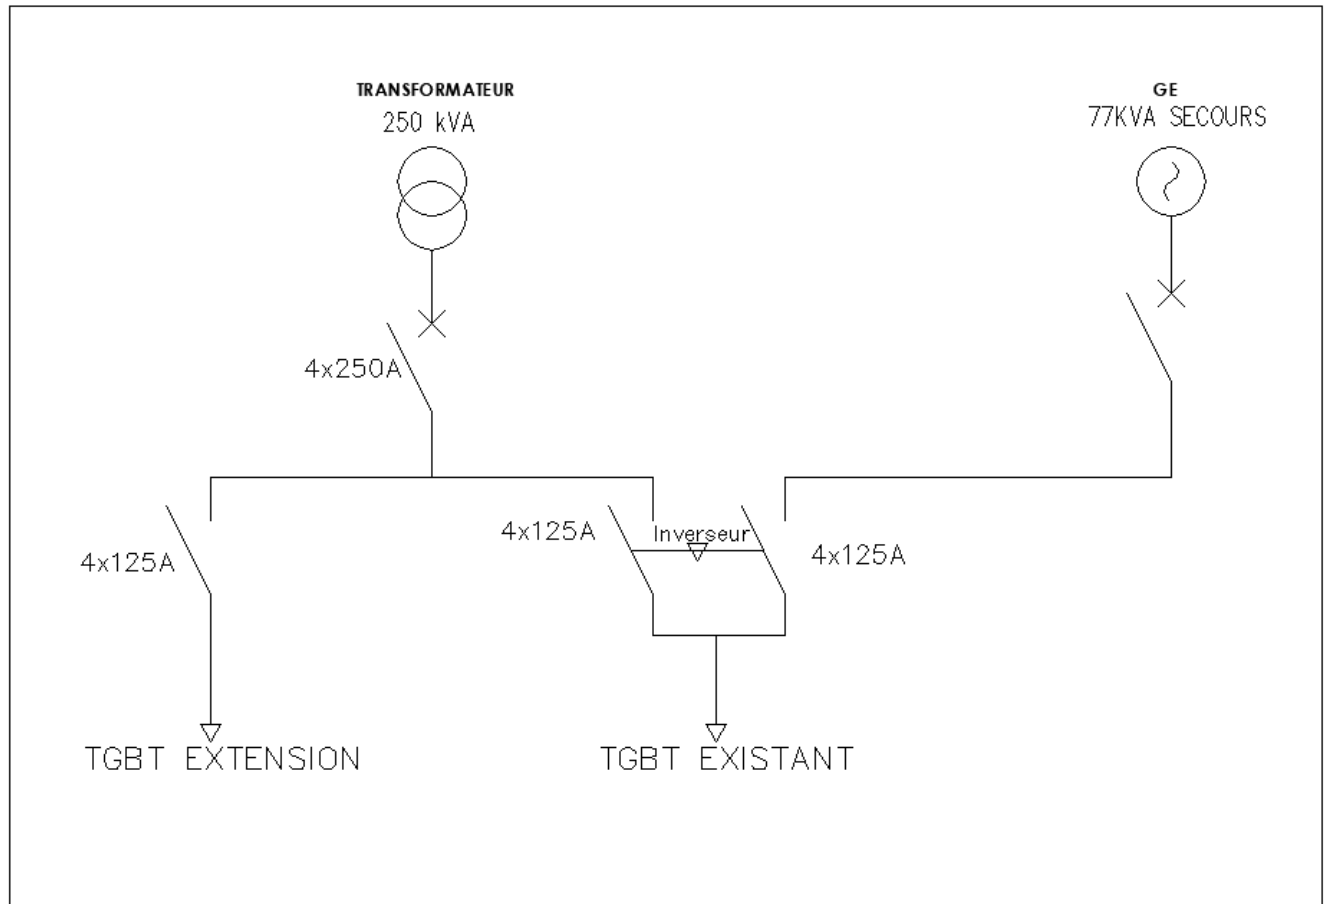 TRANSFORMATEUR
250 kVA
GE
77KVA SECOURS
4x250A
4x125A
4x125A
Inverseur
4x125A
TGBT EXTENSION
TGBT EXISTANT